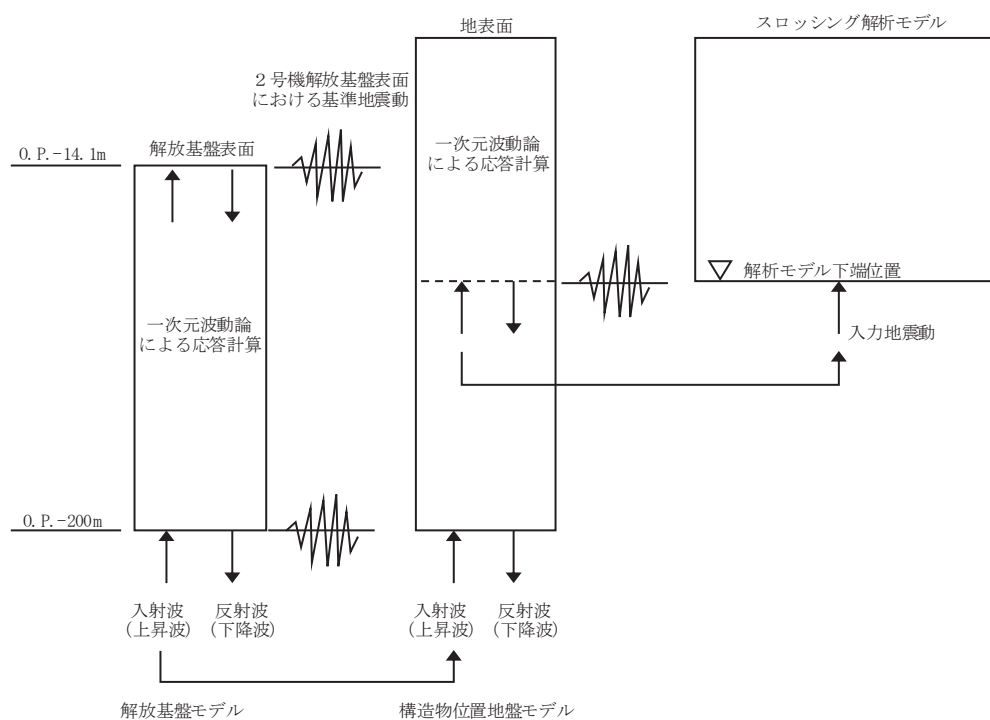 地表面
スロッシング解析モデル
２号機解放基盤表面
における基準地震動
O.P.-14.1m
解放基盤表面
一次元波動論
による応答計算
解析モデル下端位置
一次元波動論
による応答計算
入力地震動
O.P.-200m
入射波
(上昇波)
反射波
(下降波)
入射波
(上昇波)
反射波
(下降波)
解放基盤モデル
構造物位置地盤モデル